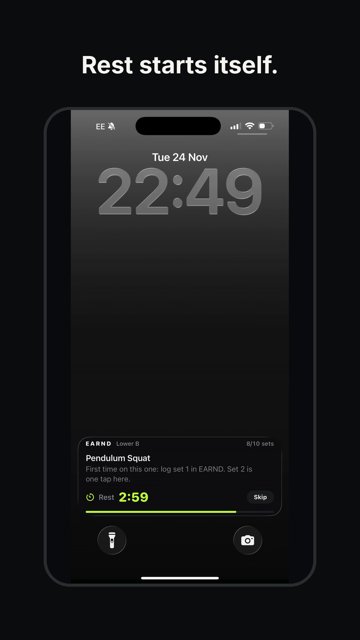 Rest starts itself.
EE
Tue 24 Nov
22:49
EARND Lower B 8/10 sets
Pendulum Squat
First time on this one: log set 1 in EARND. Set 2 is
one tap here.
Rest 2:59 Skip